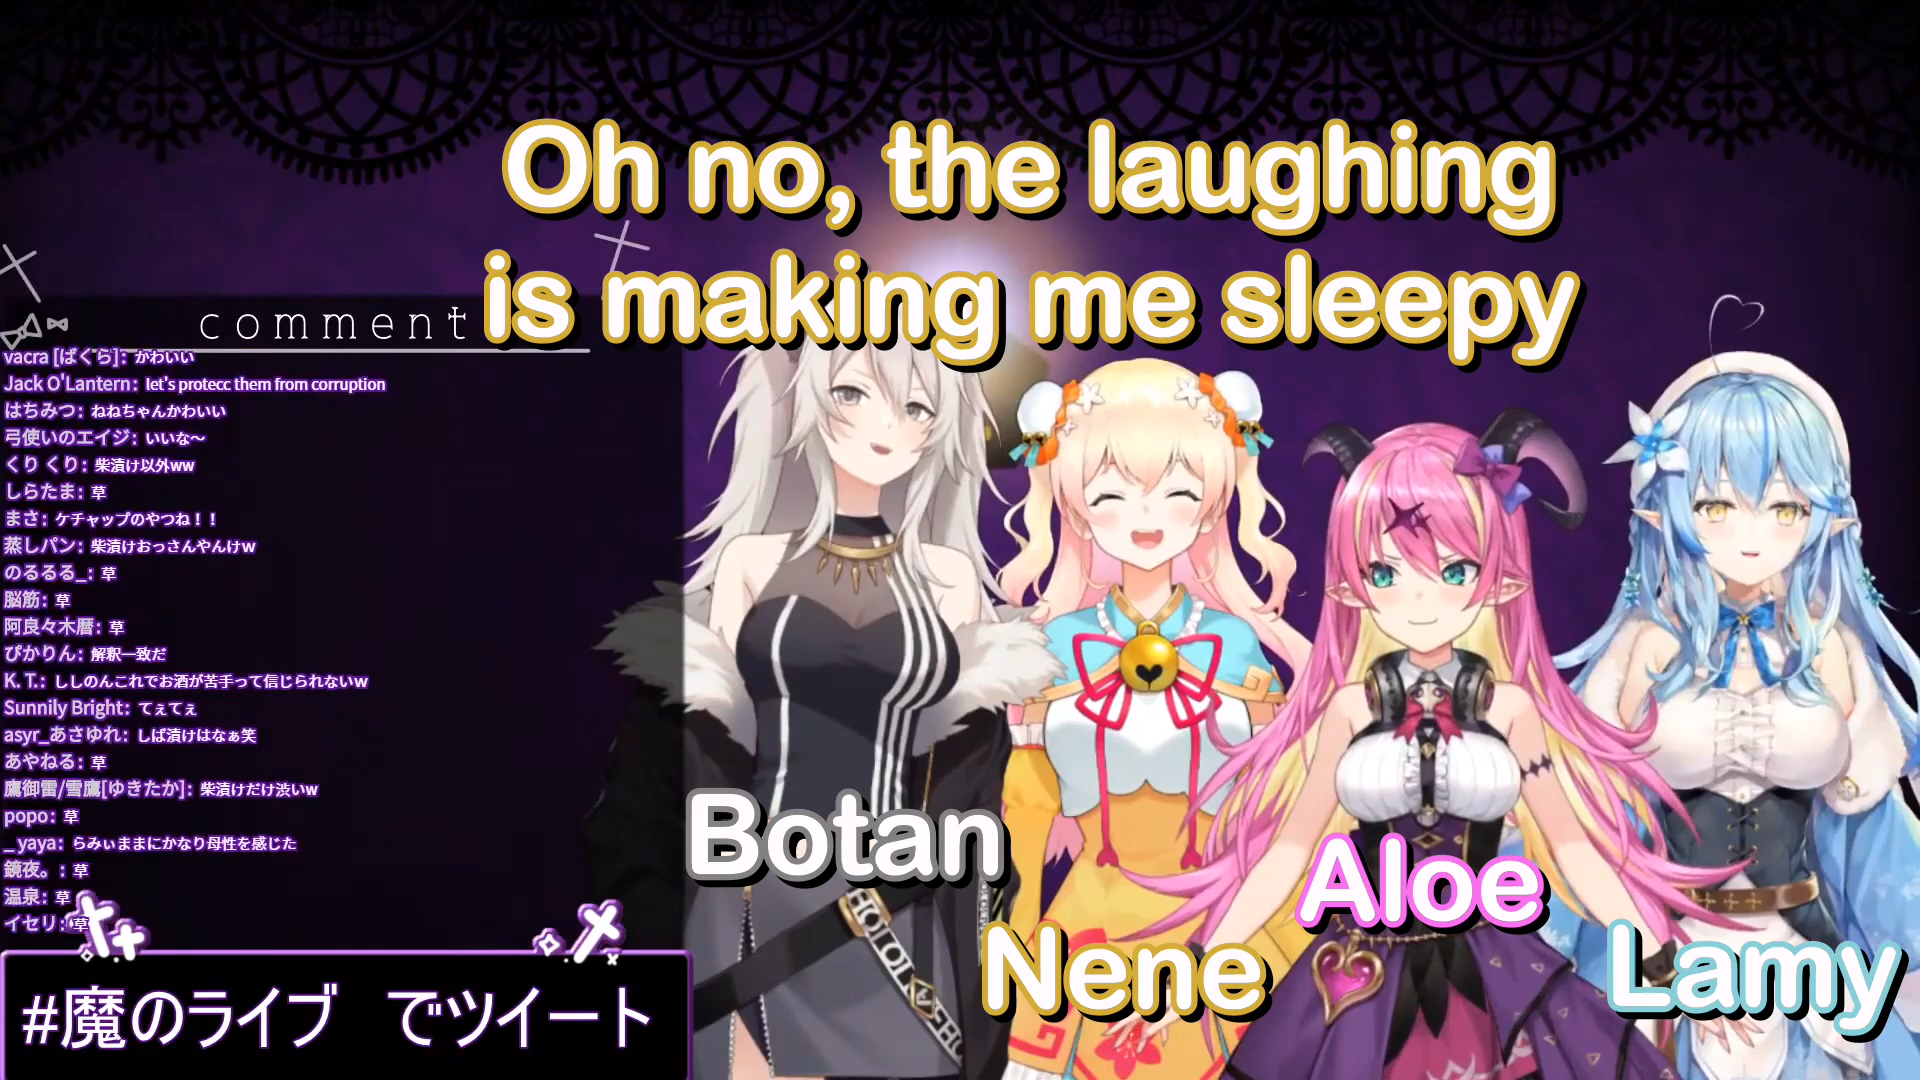 Oh no, the laughing
is making me sleepy
comment
vacra [ばくら]: かわいい
Jack O'Lantern: let's protecc them from corruption
はちみつ: ねねちゃんかわいい
弓使いのエイジ: いいな〜
くり くり: 柴漬け以外ww
しらたま: 草
まさ: ケチャップのやつね！！
蒸しパン: 柴漬けおっさんやんけw
のるるる_: 草
脳筋: 草
阿良々木暦: 草
ぴかりん: 解釈一致だ
K. T.: ししのんこれでお酒が苦手って信じられないw
Sunnily Bright: てぇてぇ
asyr_あさゆれ: しば漬けはなぁ笑
あやねる: 草
鷹御雷/雪鷹[ゆきたか]: 柴漬けだけ渋いw
popo: 草
_ yaya: らみぃままにかなり母性を感じた
鏡夜。: 草
温泉: 草
イセリ: 草
#魔のライブ でツイート
Botan
Nene
Aloe
Lamy